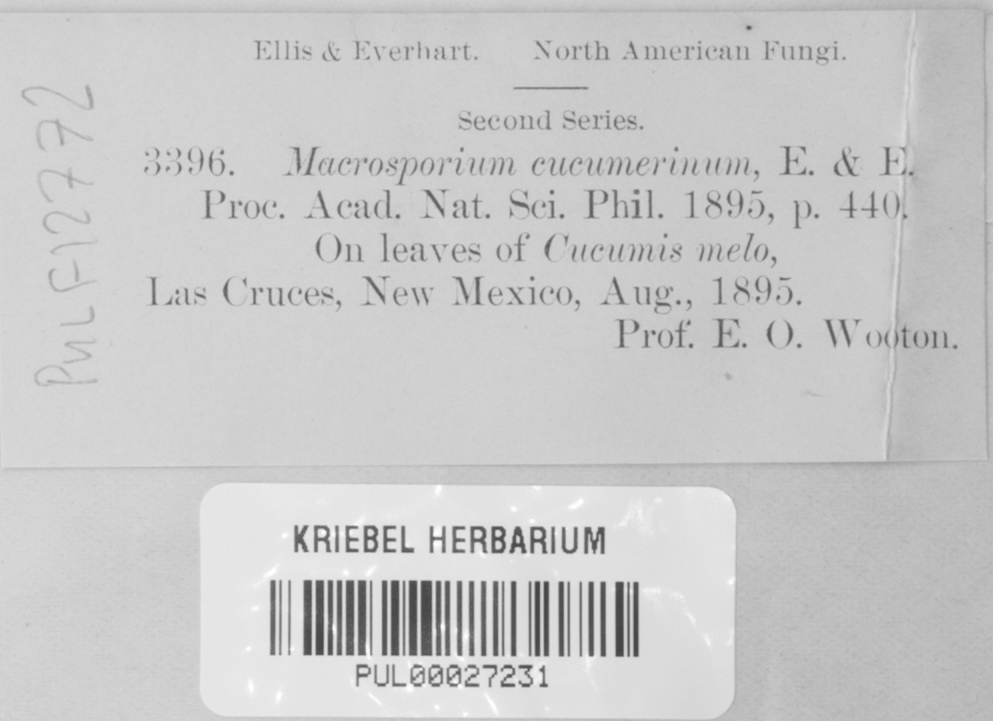 Ellis & Everhart. North American Fungi.
Second Series.
3396. Macrosporium cucumerinum, E. & E.
Proc. Acad. Nat. Sci. Phil. 1895, p. 440.
On leaves of Cucumis melo,
Las Cruces, New Mexico, Aug., 1895.
Prof. E. O. Wooton.
PULF12772
KRIEBEL HERBARIUM
PUL00027231